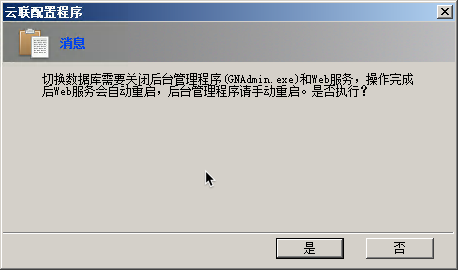 云联配置程序
消息
切换数据库需要关闭后台管理程序(GNAdmin.exe)和Web服务，操作完成
后Web服务会自动重启，后台管理程序请手动重启。是否执行？
是
否